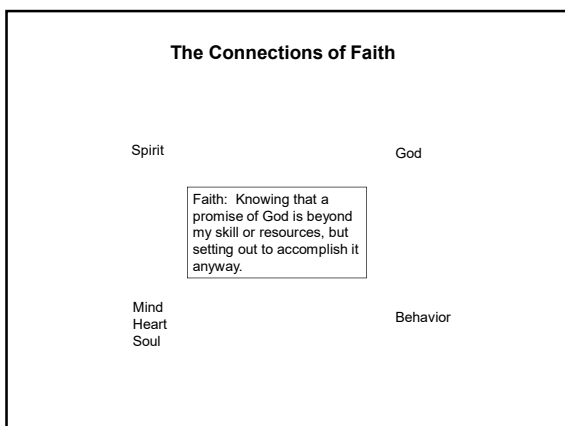 The Connections of Faith
Spirit
God
Faith: Knowing that a
promise of God is beyond
my skill or resources, but
setting out to accomplish it
anyway.
Mind
Heart
Soul
Behavior